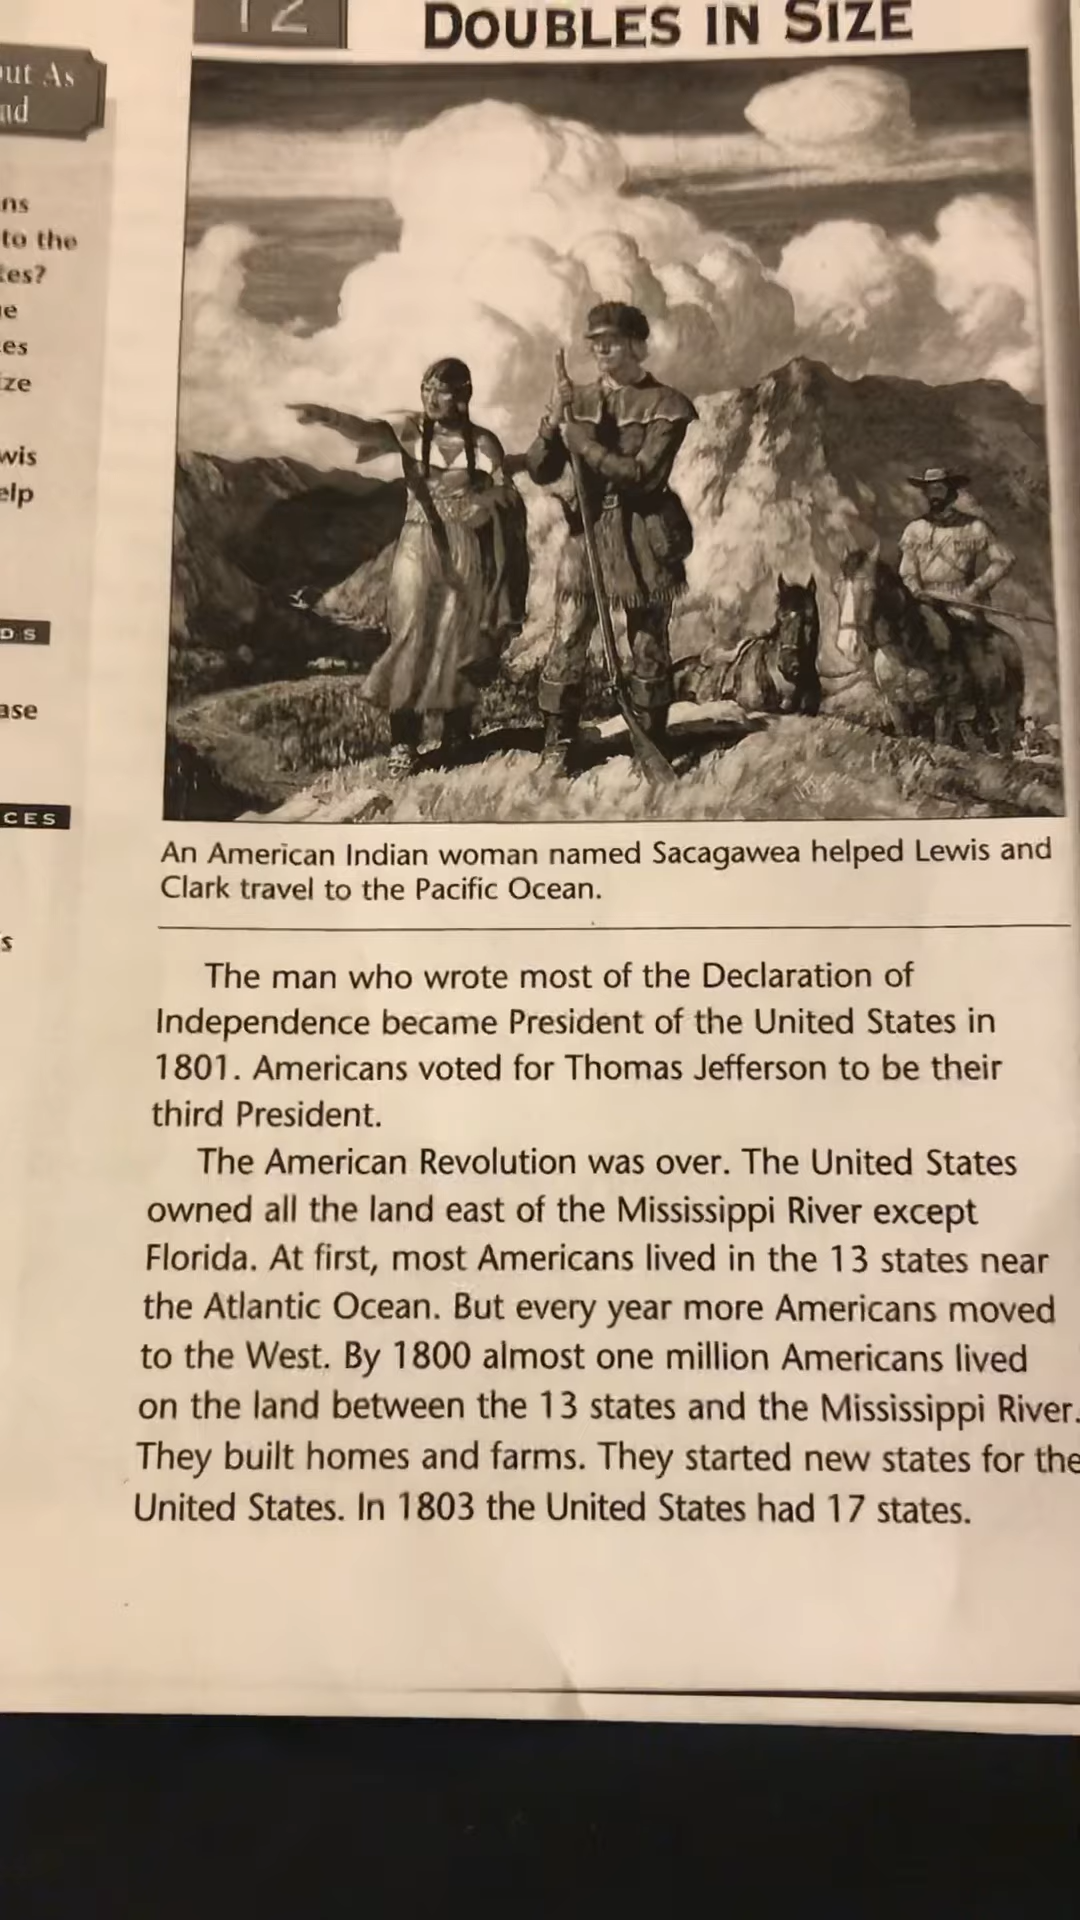 12
DOUBLES IN SIZE
out As
nd
ns
to the
tes?
ue
tes
ize
wis
elp
DS
ase
CES
s
An American Indian woman named Sacagawea helped Lewis and
Clark travel to the Pacific Ocean.
The man who wrote most of the Declaration of
Independence became President of the United States in
1801. Americans voted for Thomas Jefferson to be their
third President.
The American Revolution was over. The United States
owned all the land east of the Mississippi River except
Florida. At first, most Americans lived in the 13 states near
the Atlantic Ocean. But every year more Americans moved
to the West. By 1800 almost one million Americans lived
on the land between the 13 states and the Mississippi River.
They built homes and farms. They started new states for the
United States. In 1803 the United States had 17 states.